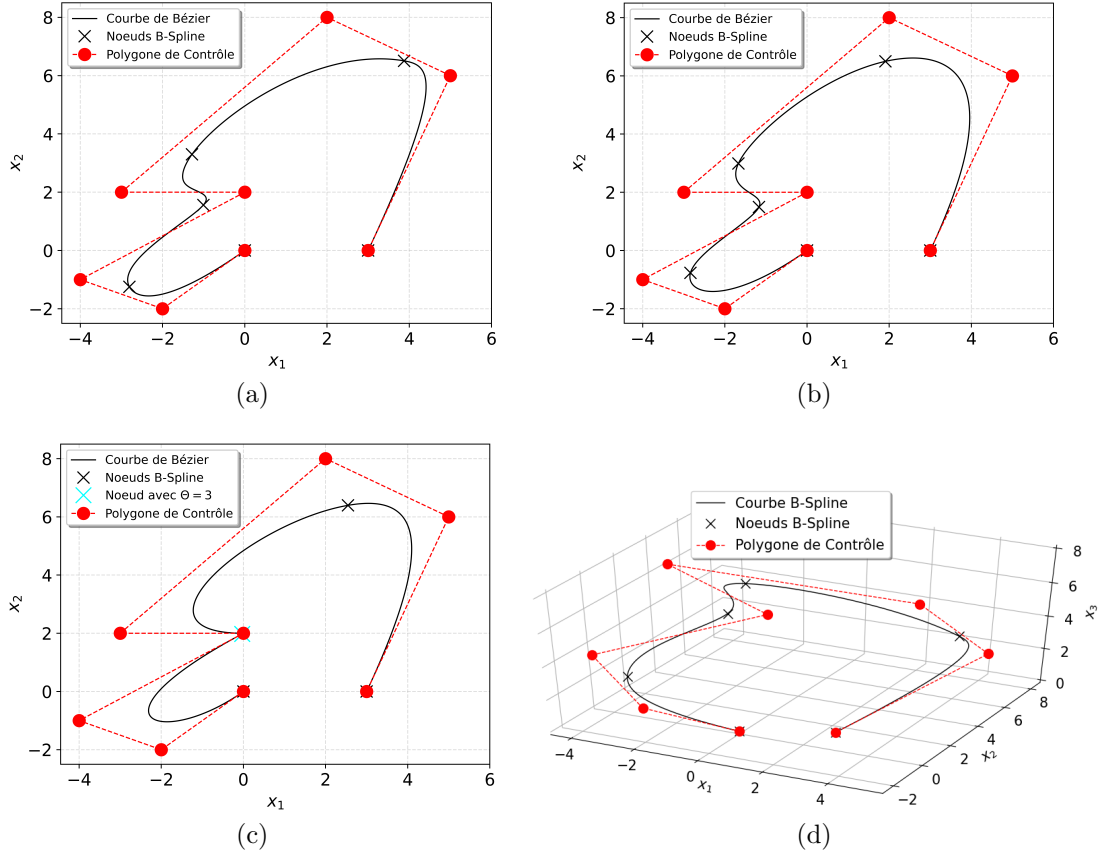 Courbe de Bézier
Noeuds B-Spline
Polygone de Contrôle
8
6
4
2
0
−2
x₂
−4 −2 0 2 4 6
x₁
(a)
Courbe de Bézier
Noeuds B-Spline
Polygone de Contrôle
8
6
4
2
0
−2
x₂
−4 −2 0 2 4 6
x₁
(b)
Courbe de Bézier
Noeuds B-Spline
Noeud avec Θ = 3
Polygone de Contrôle
8
6
4
2
0
−2
x₂
−4 −2 0 2 4 6
x₁
(c)
Courbe B-Spline
Noeuds B-Spline
Polygone de Contrôle
8
6
4
2
0
x₃
8
6
4
2
0
−2
x₂
−4 −2 0 2 4
x₁
(d)